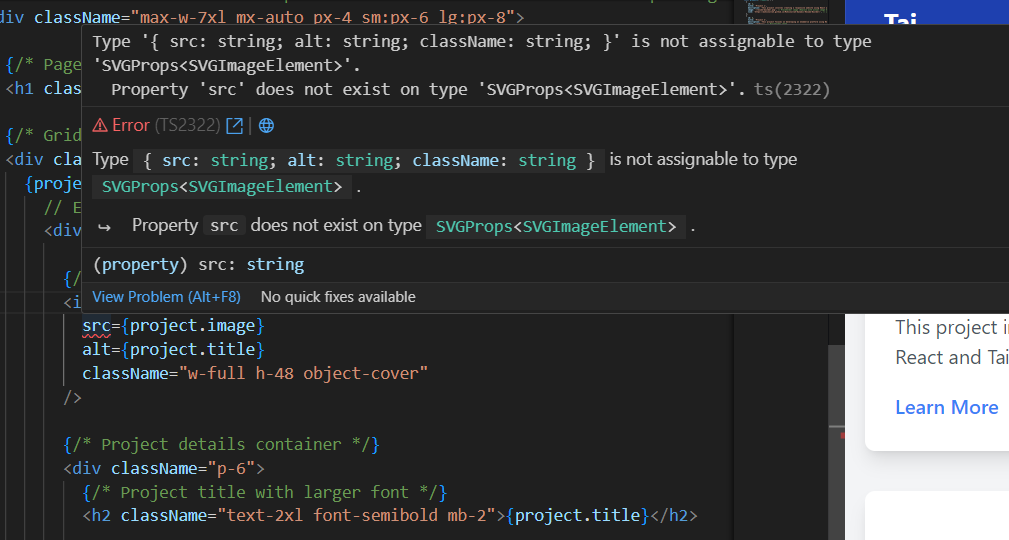 div className="max-w-7xl mx-auto px-4 sm:px-6 lg:px-8">
Tai
Type '{ src: string; alt: string; className: string; }' is not assignable to type
'SVGProps<SVGImageElement>'.
Property 'src' does not exist on type 'SVGProps<SVGImageElement>'. ts(2322)
{/* Page
<h1 clas
Error (TS2322) |
{/* Grid
<div cla
Type { src: string; alt: string; className: string } is not assignable to type
{proje
SVGProps<SVGImageElement> .
// E
<div
↪ Property src does not exist on type SVGProps<SVGImageElement> .
(property) src: string
{/
View Problem (Alt+F8) No quick fixes available
<i
src={project.image}
alt={project.title}
className="w-full h-48 object-cover"
/>
{/* Project details container */}
<div className="p-6">
{/* Project title with larger font */}
<h2 className="text-2xl font-semibold mb-2">{project.title}</h2>
This project i
React and Tai
Learn More